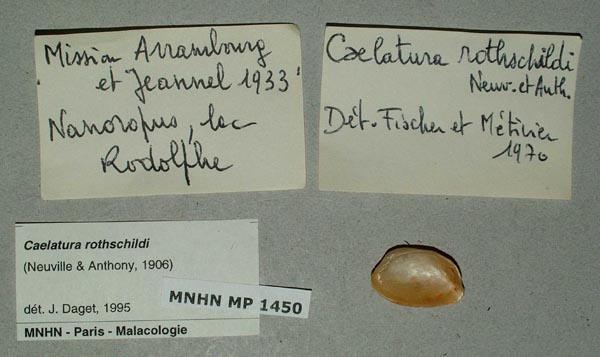 Mission Arrambourg
et Jeannel 1933
Nanoropus, lac
Rodolphe
Caelatura rothschildi
Neuv. et Anth.
Dét. Fischer et Métivier
1970
Caelatura rothschildi
(Neuville & Anthony, 1906)
dét. J. Daget, 1995
MNHN - Paris - Malacologie
MNHN MP 1450